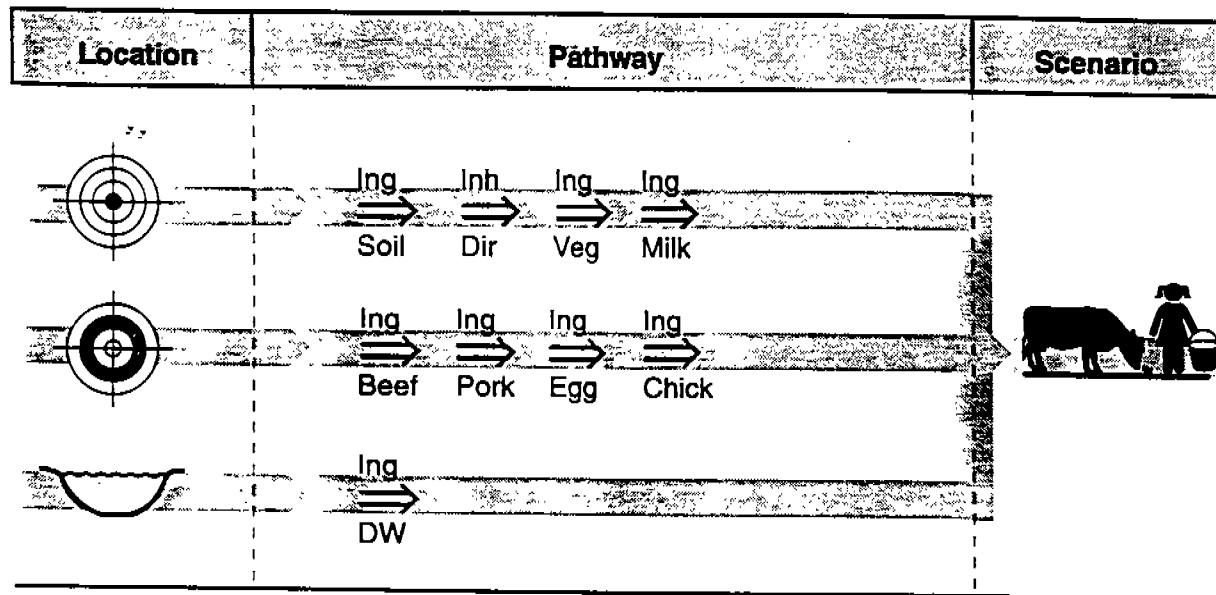 Location Pathway Scenario
Ing Inh Ing Ing
Soil Dir Veg Milk
Ing Ing Ing Ing
Beef Pork Egg Chick
Ing
DW